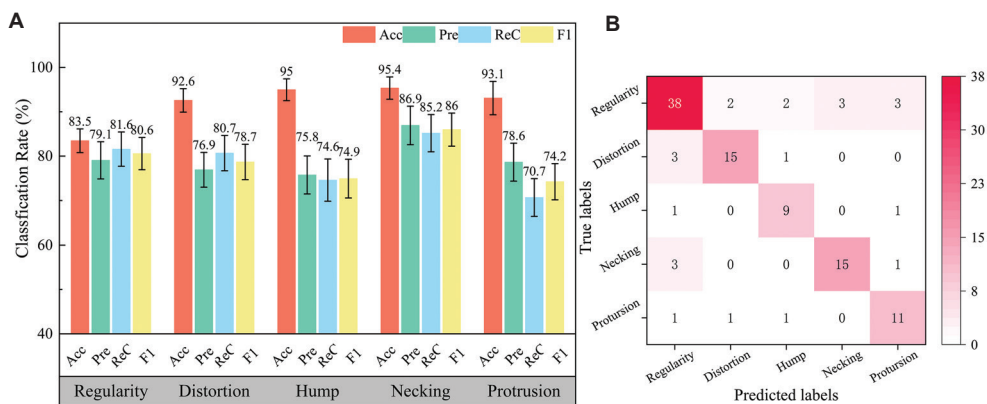 A
Acc Pre ReC F1
Classfication Rate (%)
100
80
60
40
83.5 79.1 81.6 80.6
92.6 76.9 80.7 78.7
95 75.8 74.6 74.9
95.4 86.9 85.2 86
93.1 78.6 70.7 74.2
Acc Pre ReC F1 Acc Pre ReC F1 Acc Pre ReC F1 Acc Pre ReC F1 Acc Pre ReC F1
Regularity Distortion Hump Necking Protrusion
B
True labels
Regularity 38 2 2 3 3
Distortion 3 15 1 0 0
Hump 1 0 9 0 1
Necking 3 0 0 15 1
Protursion 1 1 1 0 11
Regularity Distortion Hump Necking Protursion
Predicted labels
38
30
23
15
8
0